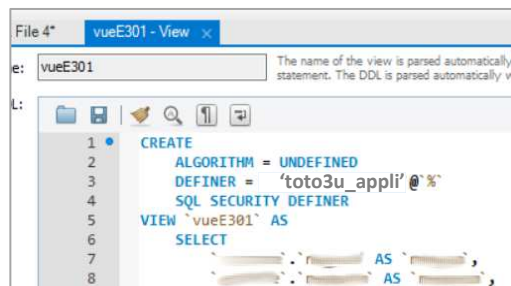 File 4*
vueE301 - View ×
e: vueE301
The name of the view is parsed automatically
statement. The DDL is parsed automatically w
L:
1 CREATE
2 ALGORITHM = UNDEFINED
3 DEFINER = ‘toto3u_appli’@`%`
4 SQL SECURITY DEFINER
5 VIEW `vueE301` AS
6 SELECT
7 ` `.` ` AS ` `,
8 ` `.` ` AS ` `,